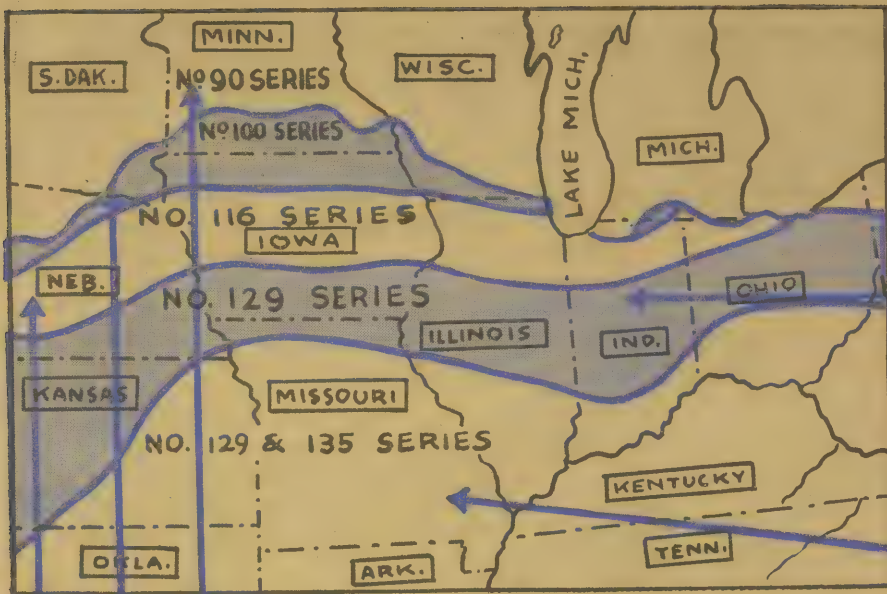 MINN.
S. DAK.
No 90 SERIES
WISC.
LAKE MICH.
No 100 SERIES
MICH.
NO. 116 SERIES
IOWA
NEB.
NO. 129 SERIES
OHIO
ILLINOIS
IND.
KANSAS
MISSOURI
NO. 129 & 135 SERIES
KENTUCKY
TENN.
OKLA.
ARK.